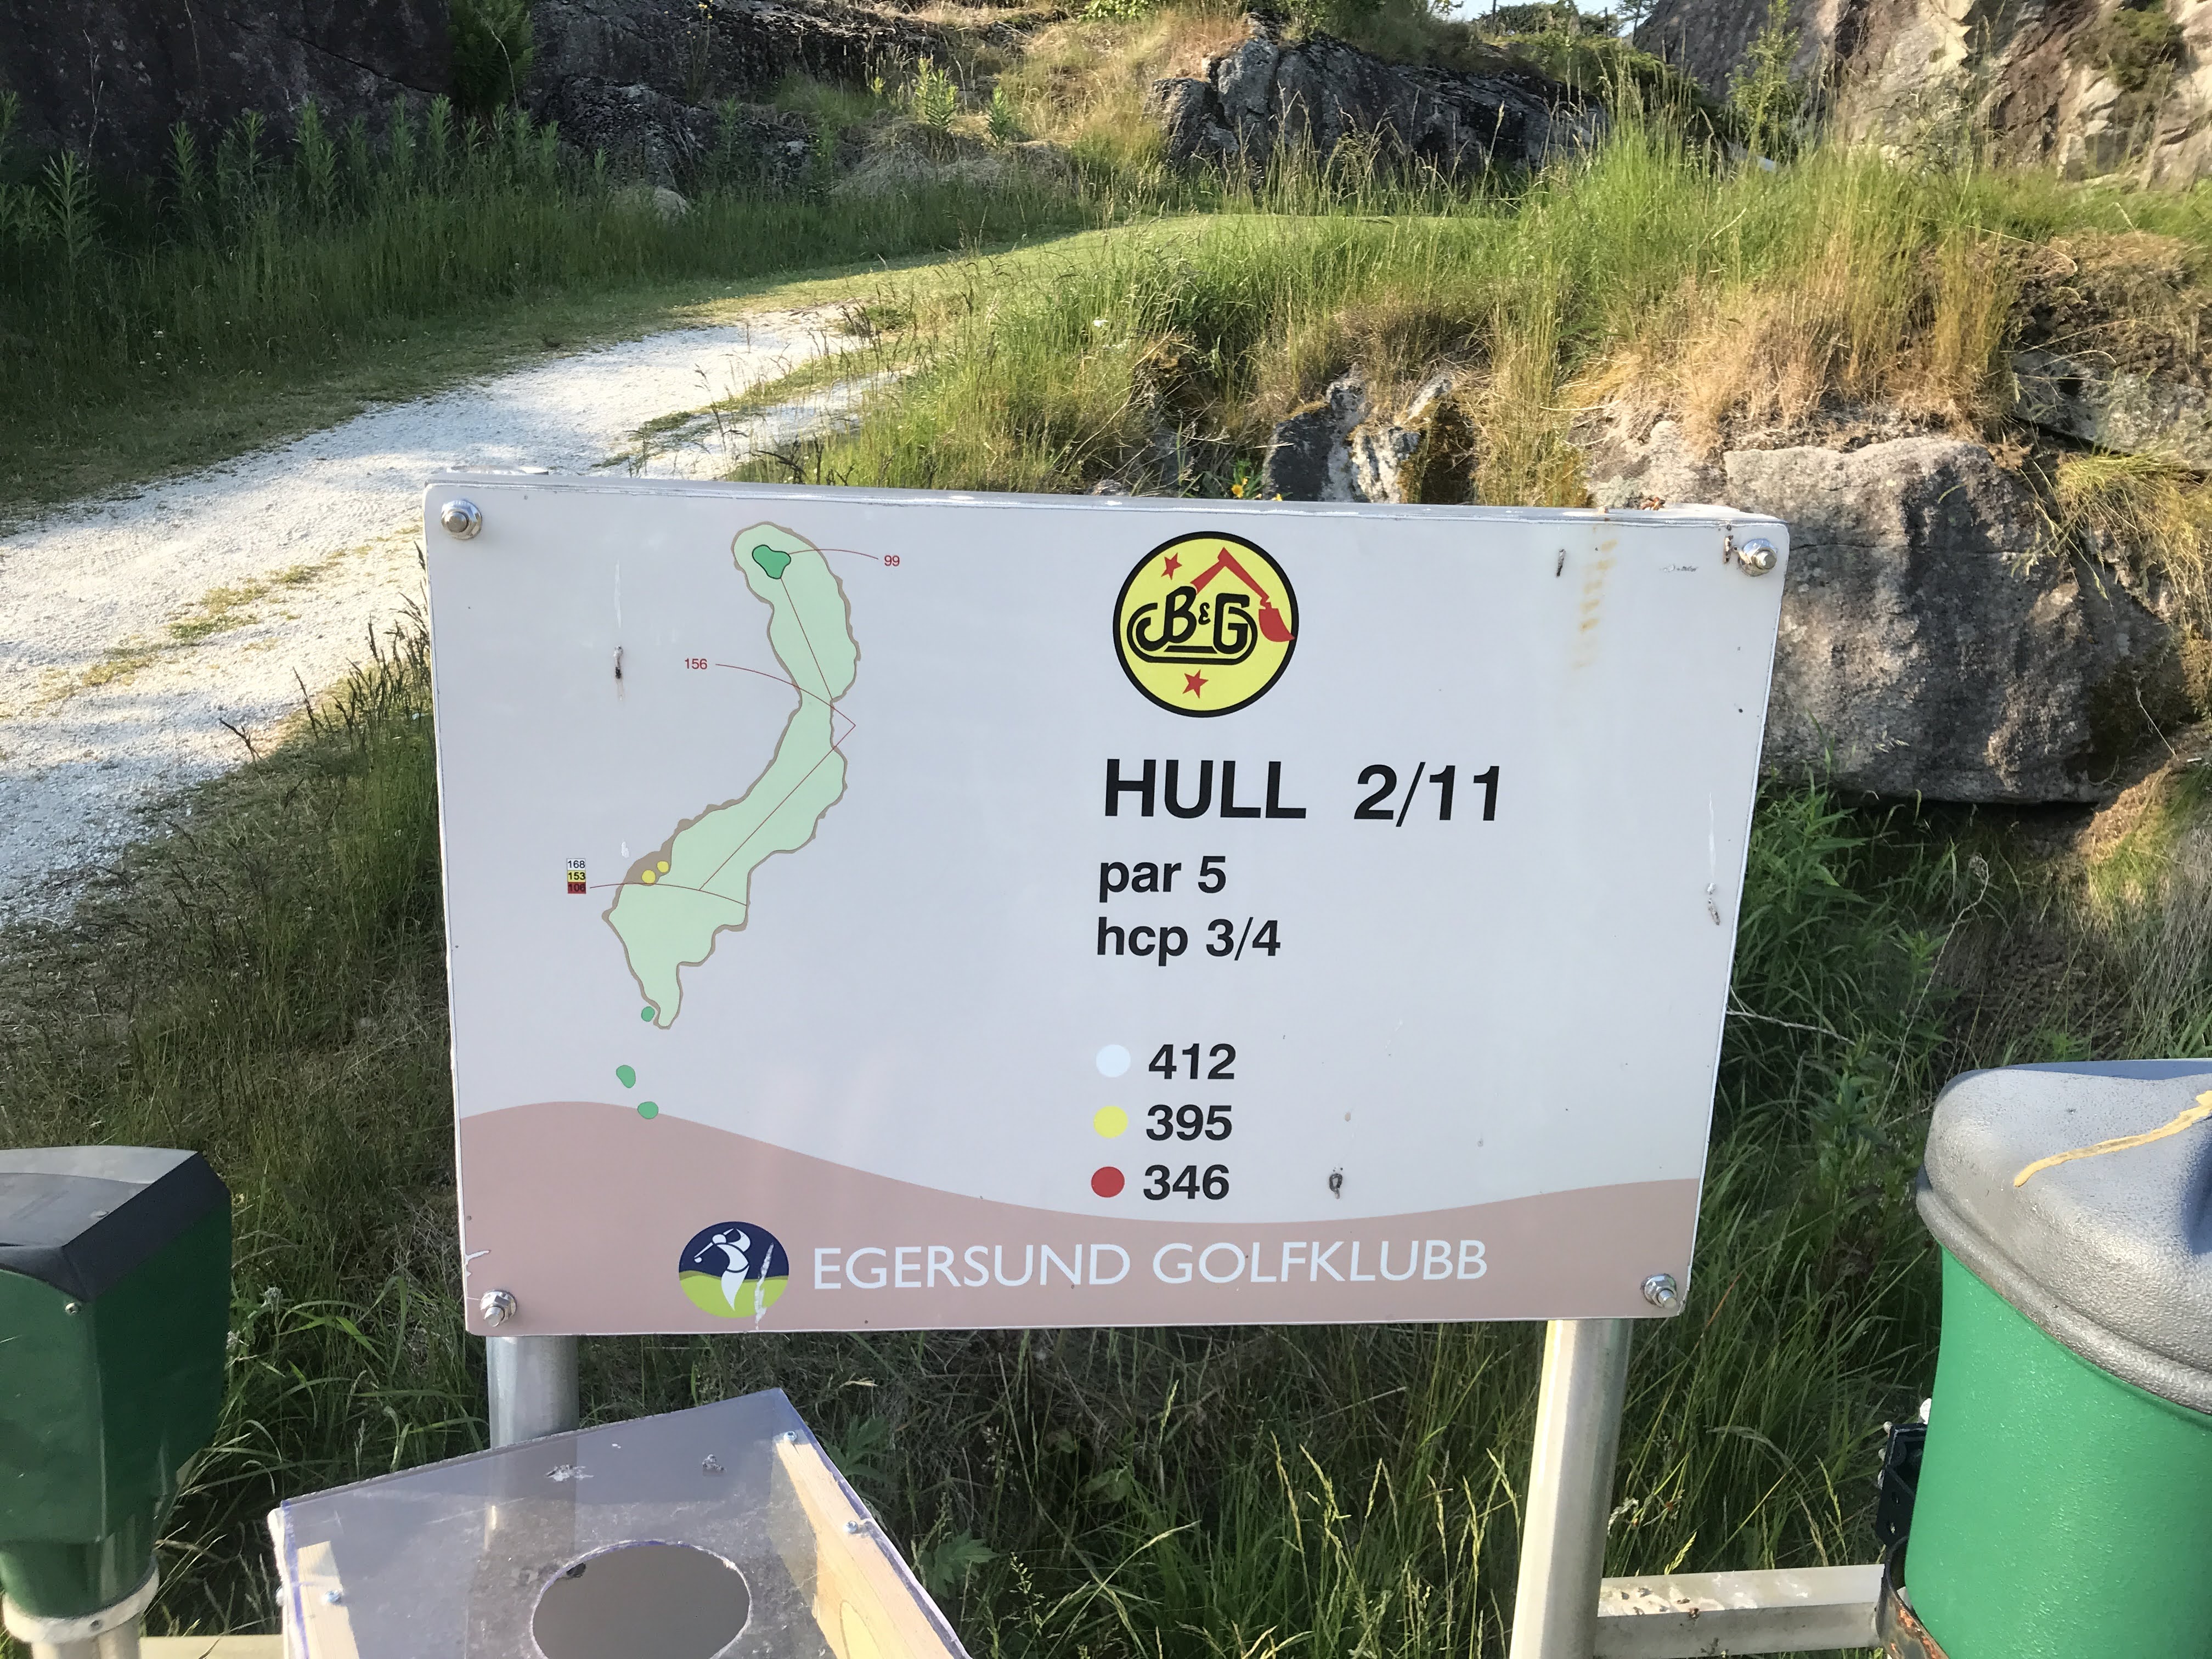 99
156
168
153
106
B&G
HULL 2/11
par 5
hcp 3/4
412
395
346
EGERSUND GOLFKLUBB